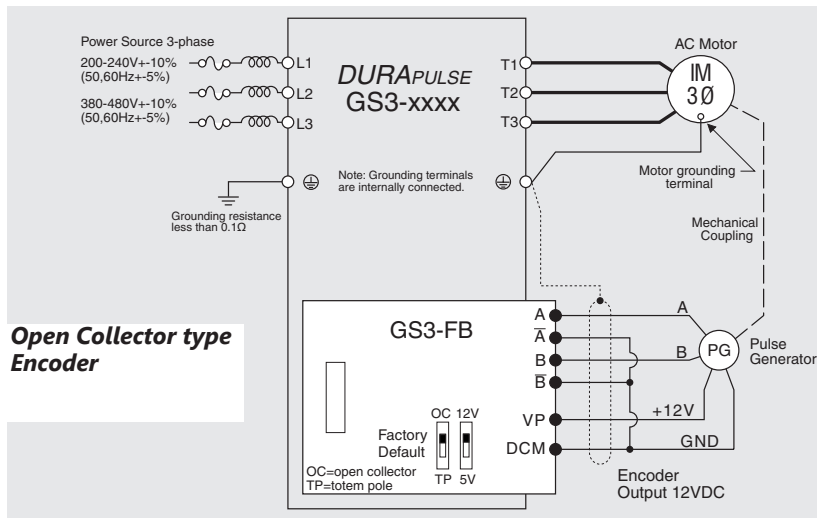 Power Source 3-phase
200-240V+-10%
(50,60Hz+-5%)
380-480V+-10%
(50,60Hz+-5%)
L1
L2
L3
DURAPULSE
GS3-xxxx
T1
T2
T3
AC Motor
IM
3Ø
Note: Grounding terminals
are internally connected.
Motor grounding
terminal
Grounding resistance
less than 0.1Ω
Mechanical
Coupling
Open Collector type
Encoder
GS3-FB
A
A̅
B
B̅
VP
DCM
A
B
+12V
GND
PG
Pulse
Generator
OC 12V
Factory
Default
TP 5V
OC=open collector
TP=totem pole
Encoder
Output 12VDC